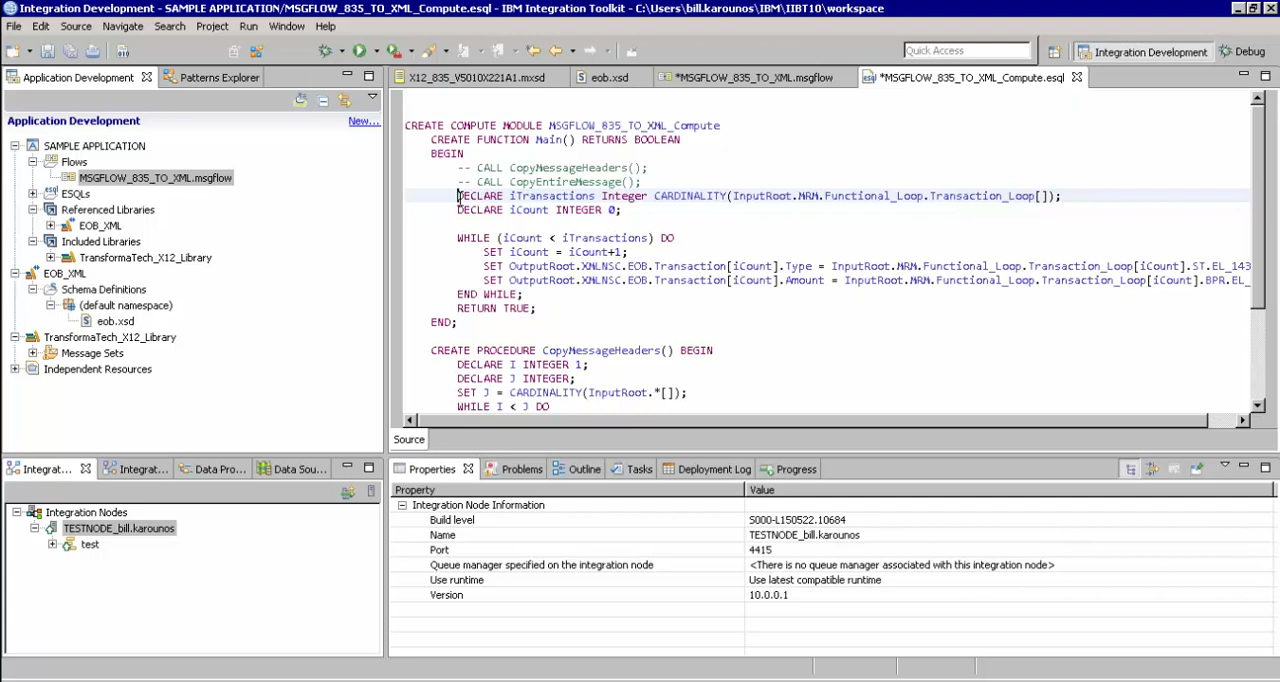 Integration Development - SAMPLE APPLICATION/MSGFLOW_835_TO_XML_Compute.esql - IBM Integration Toolkit - C:\Users\bill.karounos\IBM\IIBT10\workspace
File Edit Source Navigate Search Project Run Window Help
Quick Access
Integration Development
Debug
Application Development
Patterns Explorer
Application Development
New...
SAMPLE APPLICATION
Flows
MSGFLOW_835_TO_XML.msgflow
ESQLs
Referenced Libraries
EOB_XML
Included Libraries
TransformaTech_X12_Library
EOB_XML
Schema Definitions
(default namespace)
eob.xsd
TransformaTech_X12_Library
Message Sets
Independent Resources
X12_835_V5010X221A1.mxsd
eob.xsd
*MSGFLOW_835_TO_XML.msgflow
*MSGFLOW_835_TO_XML_Compute.esql
CREATE COMPUTE MODULE MSGFLOW_835_TO_XML_Compute
CREATE FUNCTION Main() RETURNS BOOLEAN
BEGIN
-- CALL CopyMessageHeaders();
-- CALL CopyEntireMessage();
DECLARE iTransactions Integer CARDINALITY(InputRoot.MRM.Functional_Loop.Transaction_Loop[]);
DECLARE iCount INTEGER 0;
WHILE (iCount < iTransactions) DO
SET iCount = iCount+1;
SET OutputRoot.XMLNSC.EOB.Transaction[iCount].Type = InputRoot.MRM.Functional_Loop.Transaction_Loop[iCount].ST.EL_143
SET OutputRoot.XMLNSC.EOB.Transaction[iCount].Amount = InputRoot.MRM.Functional_Loop.Transaction_Loop[iCount].BPR.EL_
END WHILE;
RETURN TRUE;
END;
CREATE PROCEDURE CopyMessageHeaders() BEGIN
DECLARE I INTEGER 1;
DECLARE J INTEGER;
SET J = CARDINALITY(InputRoot.*[]);
WHILE I < J DO
Source
Integrat...
Integrat...
Data Pro...
Data Sou...
Integration Nodes
TESTNODE_bill.karounos
test
Properties
Problems
Outline
Tasks
Deployment Log
Progress
Property Value
Integration Node Information
Build level S000-L150522.10684
Name TESTNODE_bill.karounos
Port 4415
Queue manager specified on the integration node <There is no queue manager associated with this integration node>
Use runtime Use latest compatible runtime
Version 10.0.0.1